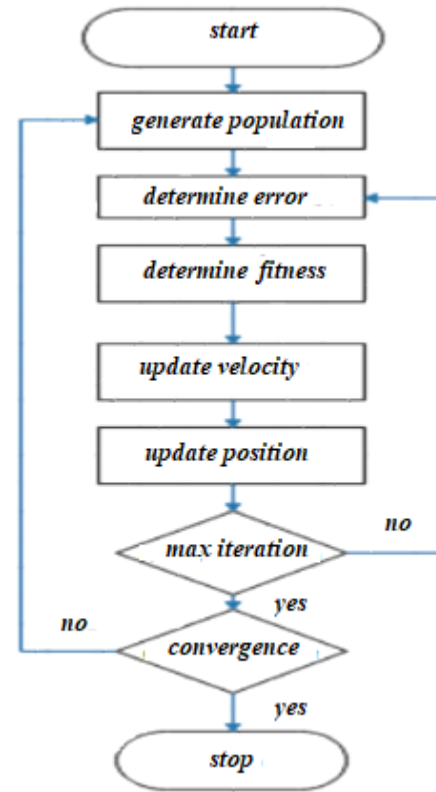 start
generate population
determine error
determine fitness
update velocity
update position
max iteration
no
yes
no
convergence
yes
stop